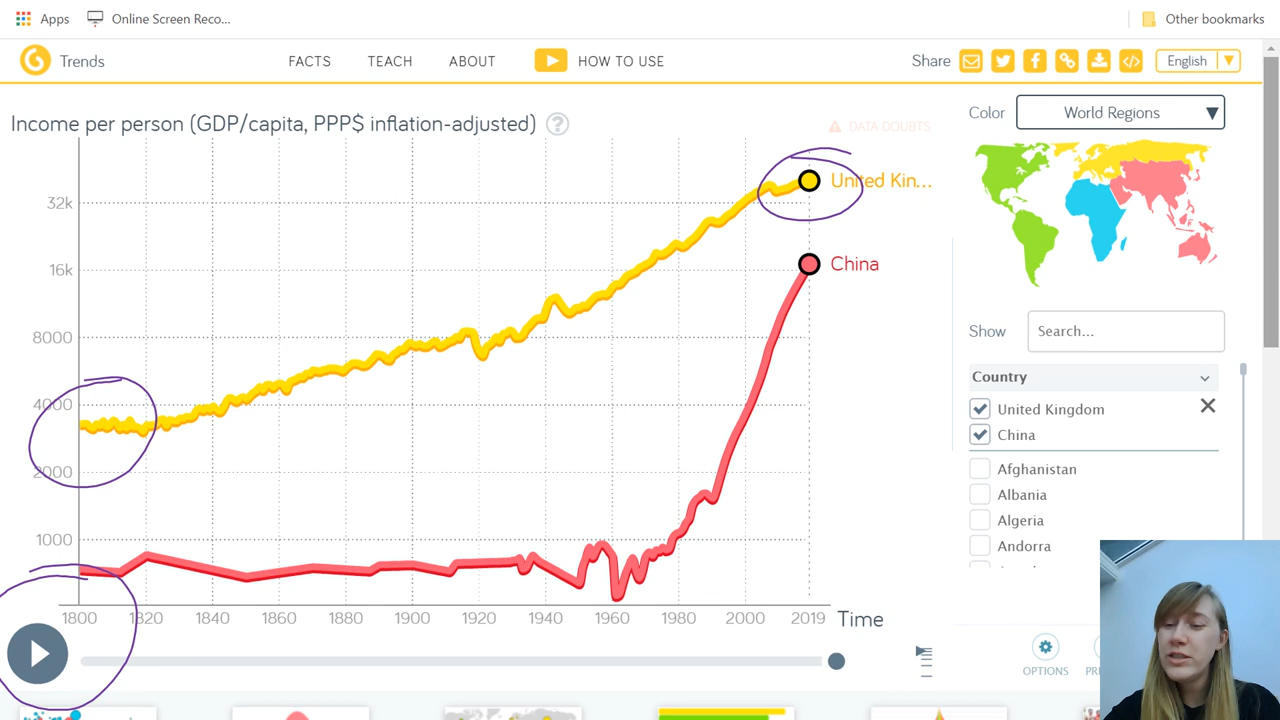 Apps Online Screen Reco... Other bookmarks
Trends FACTS TEACH ABOUT HOW TO USE Share English ▼
Income per person (GDP/capita, PPP$ inflation-adjusted) ?
DATA DOUBTS
Color World Regions ▼
United Kin...
32k
China
16k
8000
4000
2000
1000
1800 1820 1840 1860 1880 1900 1920 1940 1960 1980 2000 2019 Time
Show Search...
Country
United Kingdom
China
Afghanistan
Albania
Algeria
Andorra
OPTIONS